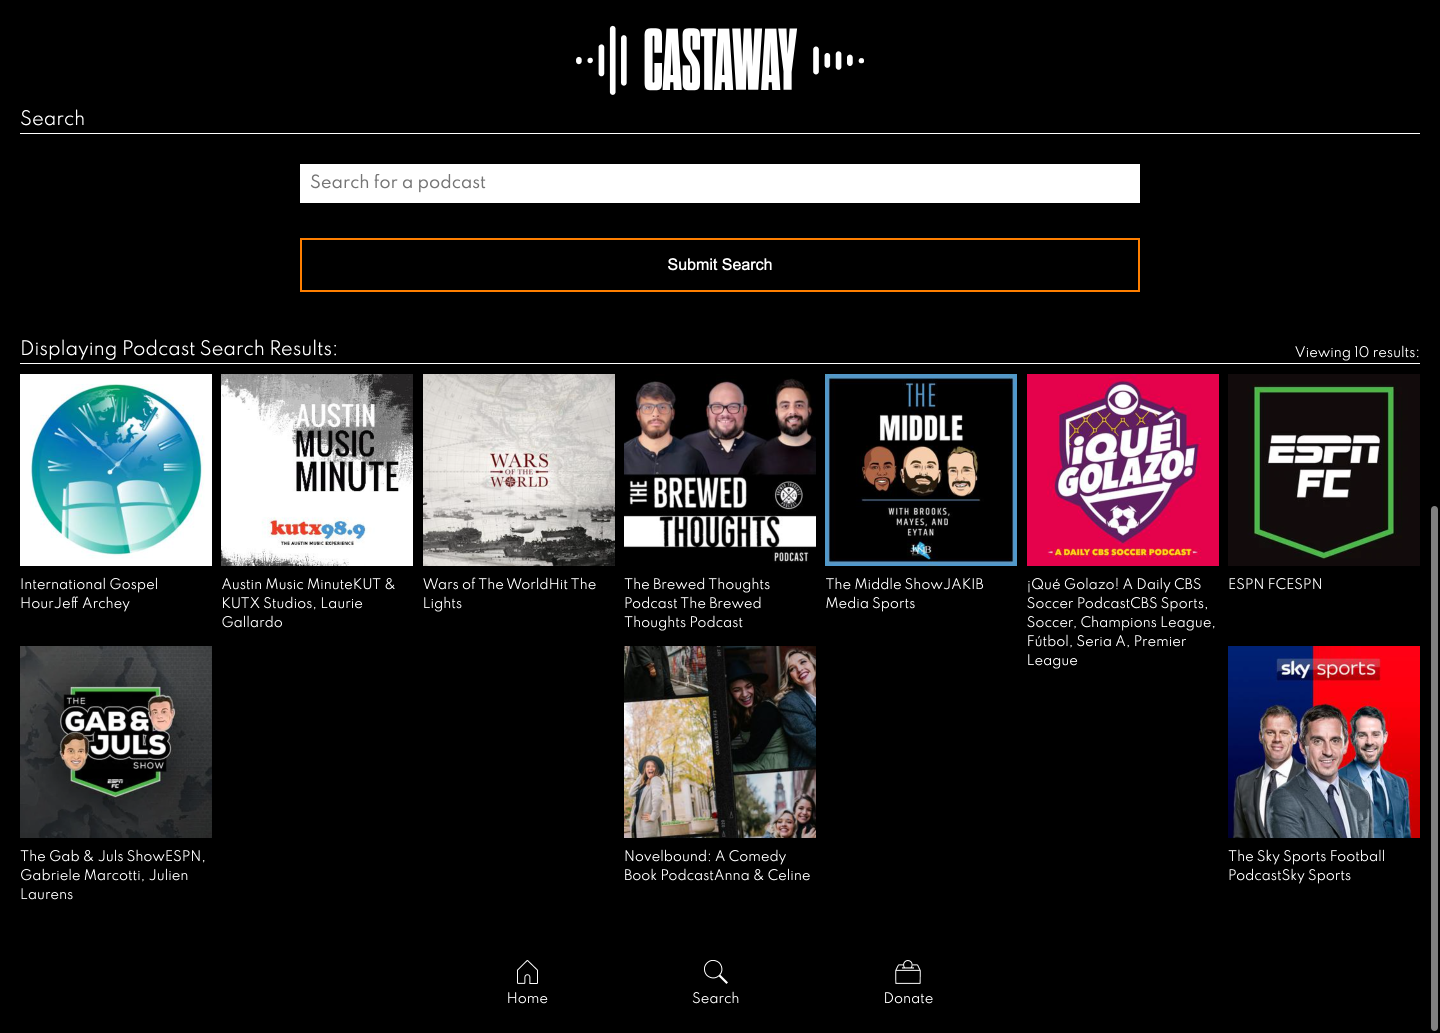 CASTAWAY
Search
Search for a podcast
Submit Search
Displaying Podcast Search Results:
Viewing 10 results:
AUSTIN
MUSIC
MINUTE
kutx98.9
THE AUSTIN MUSIC EXPERIENCE
WARS
OF THE
WORLD
THE BREWED
THOUGHTS
PODCAST
THE
MIDDLE
WITH BROOKS,
MAYES, AND
EYTAN
JKB
¡QUÉ
GOLAZO!
– A DAILY CBS SOCCER PODCAST –
ESPN
FC
International Gospel
HourJeff Archey
Austin Music MinuteKUT &
KUTX Studios, Laurie
Gallardo
Wars of The WorldHit The
Lights
The Brewed Thoughts
Podcast The Brewed
Thoughts Podcast
The Middle ShowJAKIB
Media Sports
¡Qué Golazo! A Daily CBS
Soccer PodcastCBS Sports,
Soccer, Champions League,
Fútbol, Seria A, Premier
League
ESPN FCESPN
THE
GAB &
JULS
SHOW
ESPN
FC
sky sports
The Gab & Juls ShowESPN,
Gabriele Marcotti, Julien
Laurens
Novelbound: A Comedy
Book PodcastAnna & Celine
The Sky Sports Football
PodcastSky Sports
Home
Search
Donate